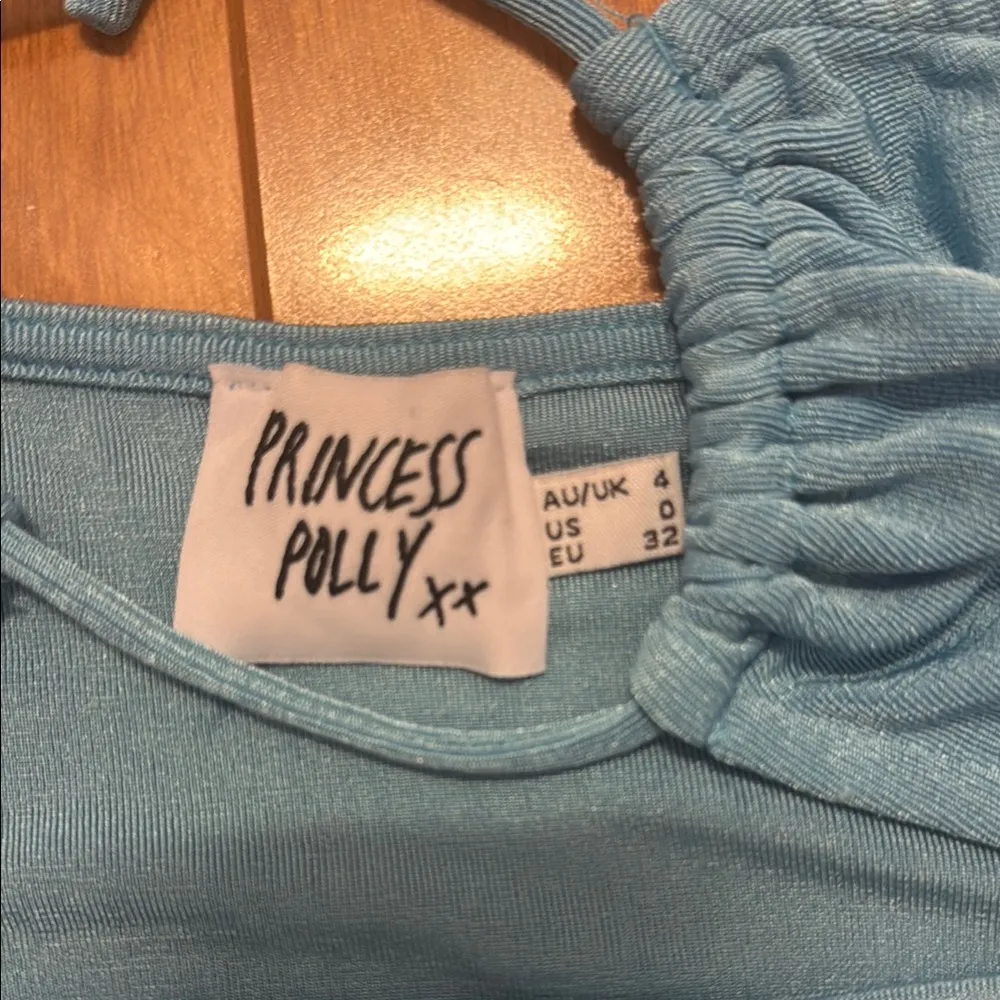 PRINCESS
POLLY xx
AU/UK 4
US 0
EU 32